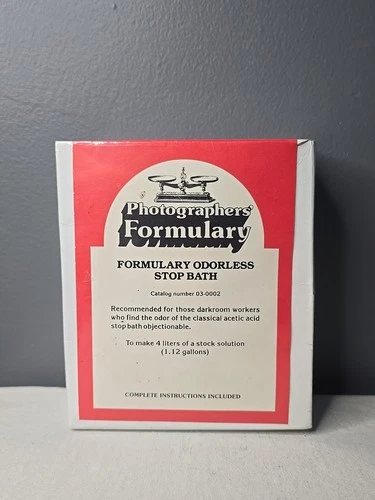 Photographers'
Formulary
FORMULARY ODORLESS
STOP BATH
Catalog number 03-0002
Recommended for those darkroom workers
who find the odor of the classical acetic acid
stop bath objectionable.
To make 4 liters of a stock solution
(1.12 gallons)
COMPLETE INSTRUCTIONS INCLUDED